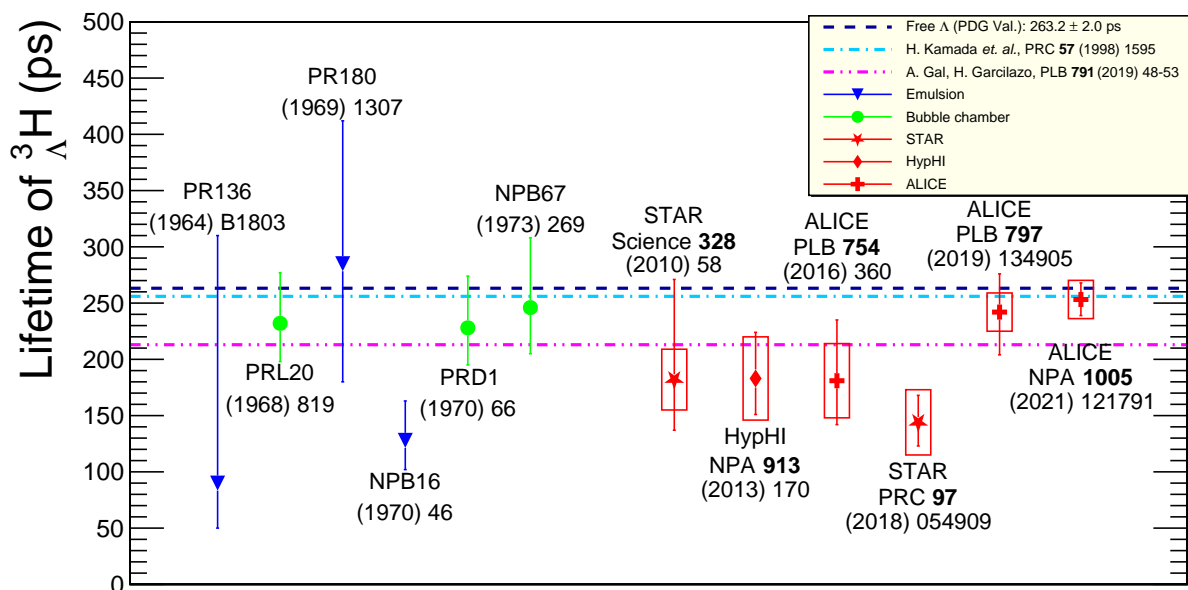 Lifetime of ³ΛH (ps)
500
450
400
350
300
250
200
150
100
50
0
Free Λ (PDG Val.): 263.2 ± 2.0 ps
H. Kamada et. al., PRC 57 (1998) 1595
A. Gal, H. Garcilazo, PLB 791 (2019) 48-53
Emulsion
Bubble chamber
STAR
HypHI
ALICE
PR180
(1969) 1307
PR136
(1964) B1803
NPB67
(1973) 269
STAR
Science 328
(2010) 58
ALICE
PLB 754
(2016) 360
ALICE
PLB 797
(2019) 134905
PRL20
(1968) 819
PRD1
(1970) 66
NPB16
(1970) 46
HypHI
NPA 913
(2013) 170
STAR
PRC 97
(2018) 054909
ALICE
NPA 1005
(2021) 121791